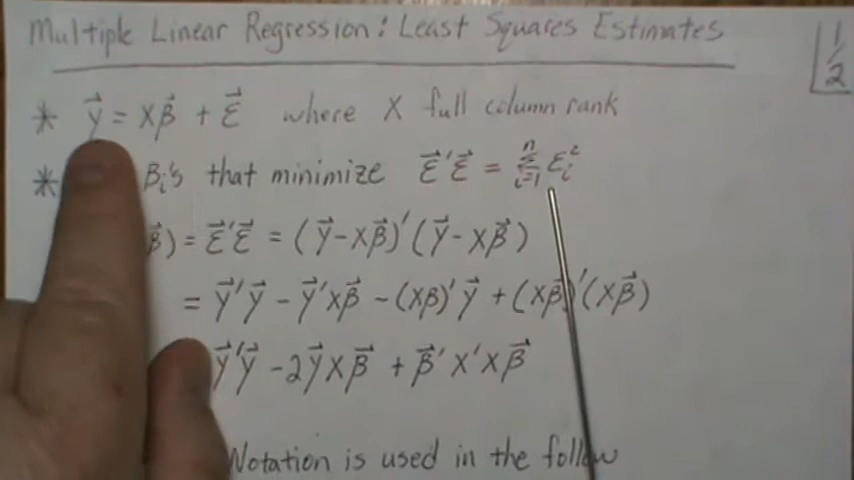 Multiple Linear Regression: Least Squares Estimates
1/2
* y⃗ = Xβ⃗ + ε⃗ where X full column rank
* βᵢ's that minimize ε⃗'ε⃗ = Σⁿᵢ₌₁ εᵢ²
β⃗) = ε⃗'ε⃗ = (y⃗ - Xβ⃗)'(y⃗ - Xβ⃗)
= y⃗'y⃗ - y⃗'Xβ⃗ - (Xβ)'y⃗ + (Xβ⃗)'(Xβ⃗)
y⃗'y⃗ - 2y⃗Xβ⃗ + β⃗'X'Xβ⃗
Notation is used in the follow